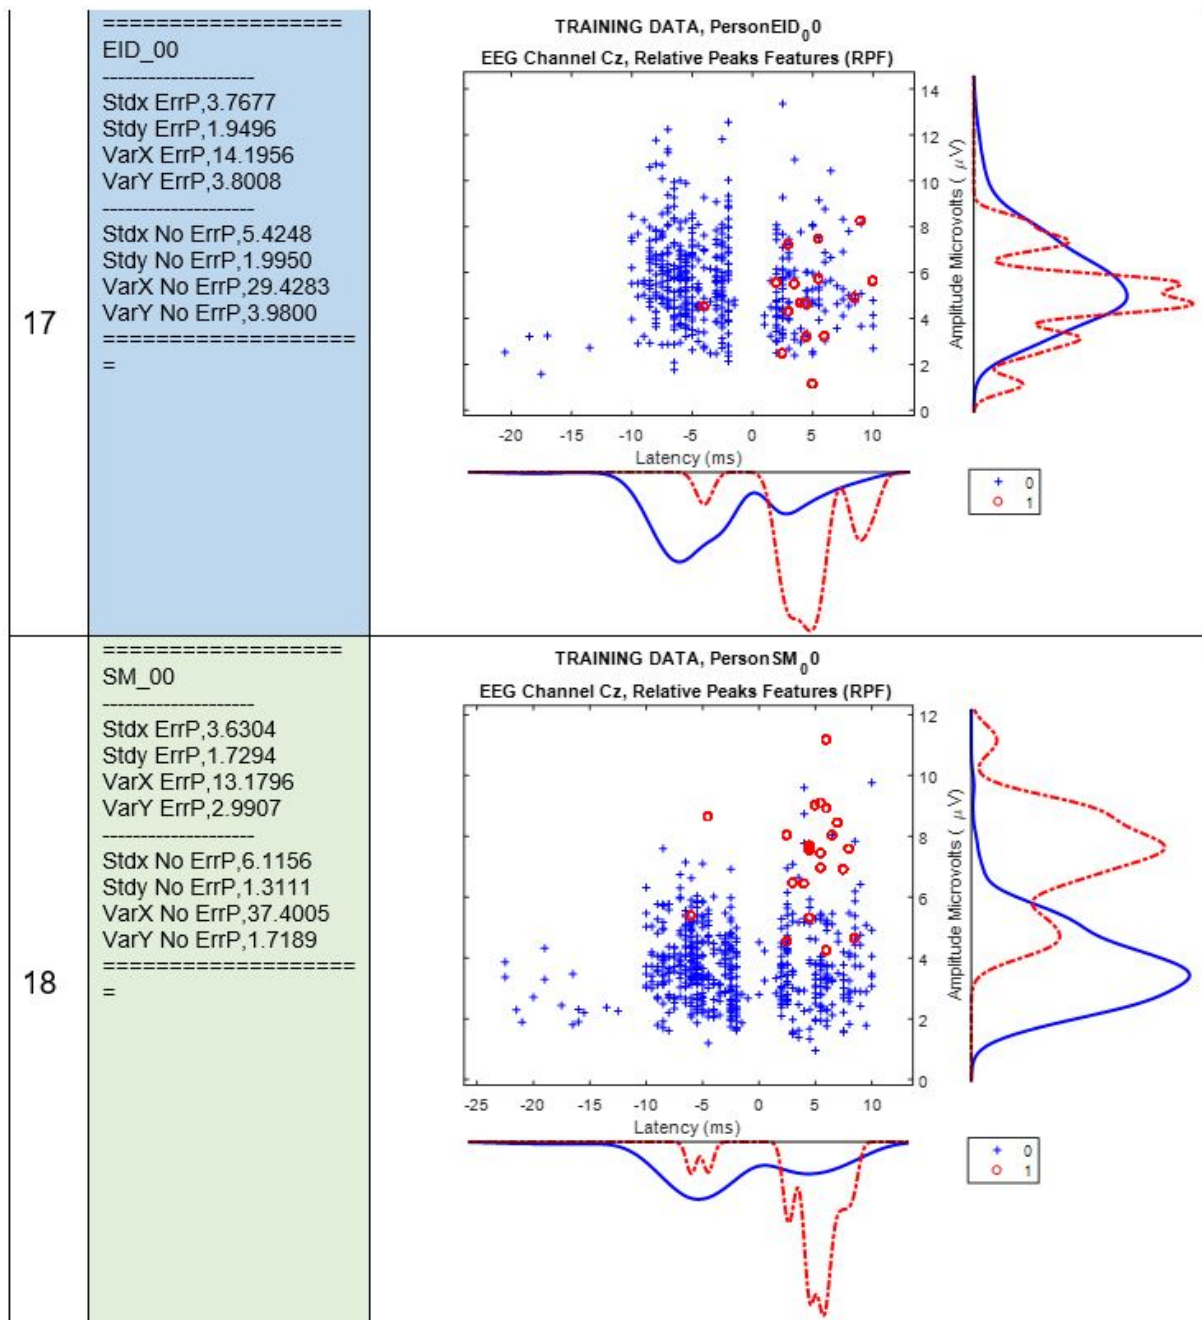 17
===================
EID_00
--------------------
Stdx ErrP,3.7677
Stdy ErrP,1.9496
VarX ErrP,14.1956
VarY ErrP,3.8008
--------------------
Stdx No ErrP,5.4248
Stdy No ErrP,1.9950
VarX No ErrP,29.4283
VarY No ErrP,3.9800
====================
=
TRAINING DATA, PersonEID₀0
EEG Channel Cz, Relative Peaks Features (RPF)
14
12
10
8
6
4
2
0
Amplitude Microvolts ( μ V)
-20 -15 -10 -5 0 5 10
Latency (ms)
+ 0
o 1
18
===================
SM_00
--------------------
Stdx ErrP,3.6304
Stdy ErrP,1.7294
VarX ErrP,13.1796
VarY ErrP,2.9907
--------------------
Stdx No ErrP,6.1156
Stdy No ErrP,1.3111
VarX No ErrP,37.4005
VarY No ErrP,1.7189
====================
=
TRAINING DATA, PersonSM₀0
EEG Channel Cz, Relative Peaks Features (RPF)
12
10
8
6
4
2
0
Amplitude Microvolts ( μ V)
-25 -20 -15 -10 -5 0 5 10
Latency (ms)
+ 0
o 1